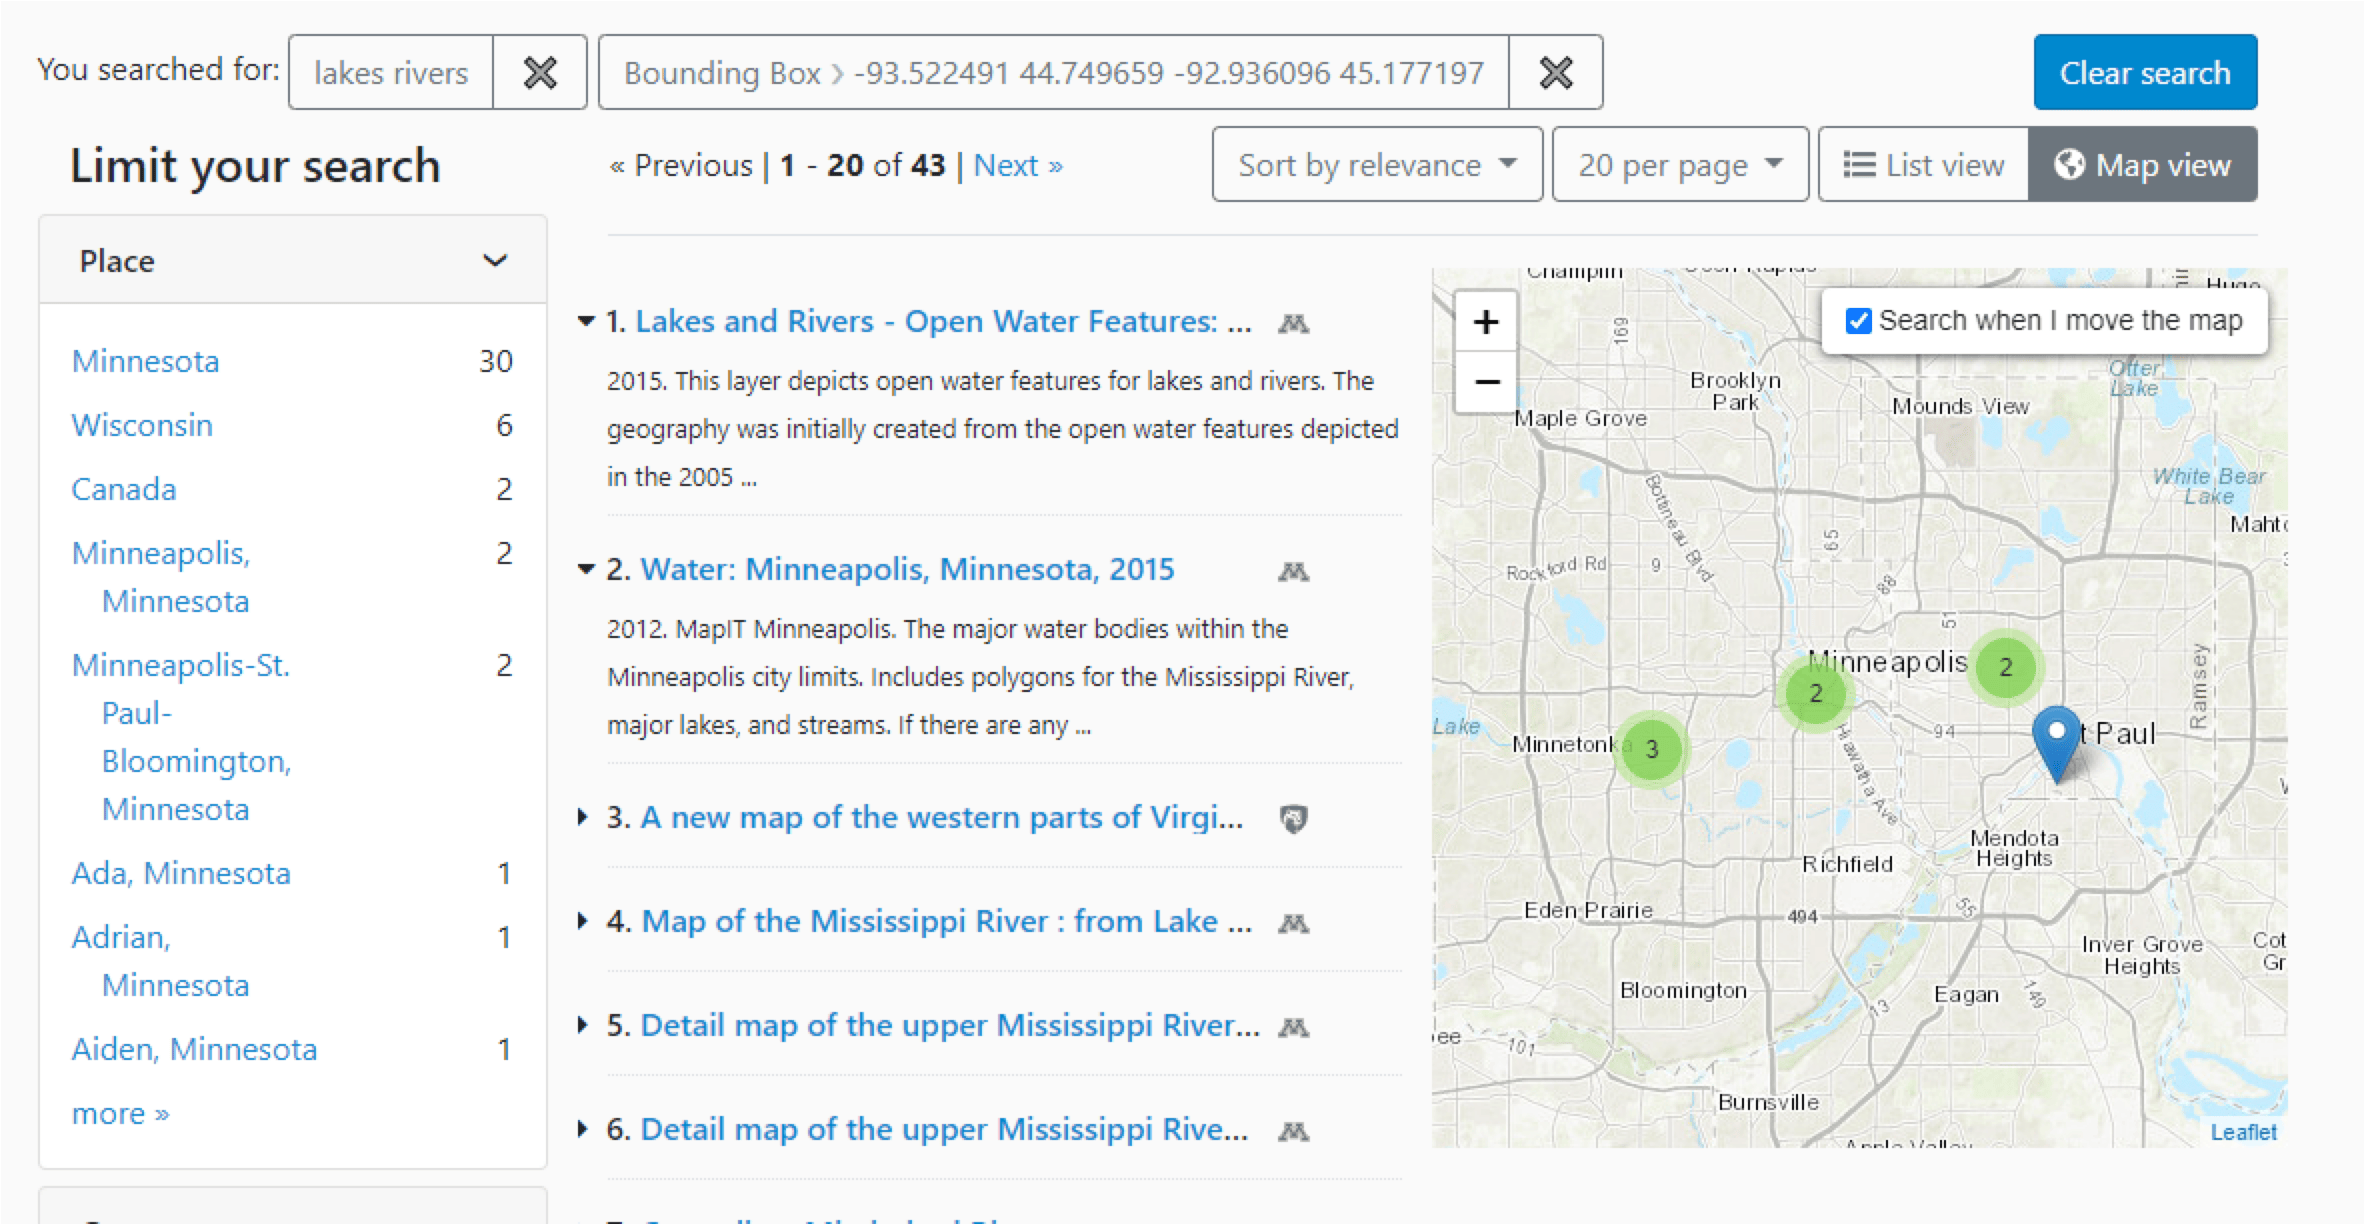 You searched for: lakes rivers Bounding Box › -93.522491 44.749659 -92.936096 45.177197 Clear search
Limit your search
« Previous | 1 - 20 of 43 | Next » Sort by relevance 20 per page List view Map view
Place
Minnesota 30
Wisconsin 6
Canada 2
Minneapolis, 2
Minnesota
Minneapolis-St. 2
Paul-
Bloomington,
Minnesota
Ada, Minnesota 1
Adrian, 1
Minnesota
Aiden, Minnesota 1
more »
1. Lakes and Rivers - Open Water Features: ...
2015. This layer depicts open water features for lakes and rivers. The
geography was initially created from the open water features depicted
in the 2005 ...
2. Water: Minneapolis, Minnesota, 2015
2012. MapIT Minneapolis. The major water bodies within the
Minneapolis city limits. Includes polygons for the Mississippi River,
major lakes, and streams. If there are any ...
3. A new map of the western parts of Virgi...
4. Map of the Mississippi River : from Lake ...
5. Detail map of the upper Mississippi River...
6. Detail map of the upper Mississippi Rive...
+
−
Search when I move the map
Champlin
169
Brooklyn
Park
Otter
Lake
Maple Grove
Mounds View
White Bear
Lake
Bottineau Blvd
65
Rockford Rd
9
88
51
Minneapolis
2
2
Ramsey
Lake
Minnetonk
3
94
t Paul
Hiawatha Ave
Mendota
Heights
Richfield
Eden Prairie
494
55
Inver Grove
Heights
Cot
Gr
Bloomington
Eagan
149
13
101
Burnsville
Apple Valley
Leaflet